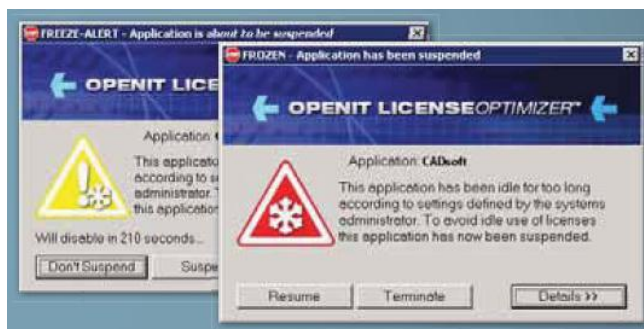 FREEZE-ALERT - Application is about to be suspended
OPENIT LICE
Application:
This applicatio
according to s
administrator. T
this application
Will disable in 210 seconds...
Don't Suspend
Suspe
FROZEN - Application has been suspended
OPENIT LICENSEOPTIMIZER™
Application: CADsoft
This application has been idle for too long
according to settings defined by the systems
administrator. To avoid idle use of licenses
this application has now been suspended.
Resume
Terminate
Details >>